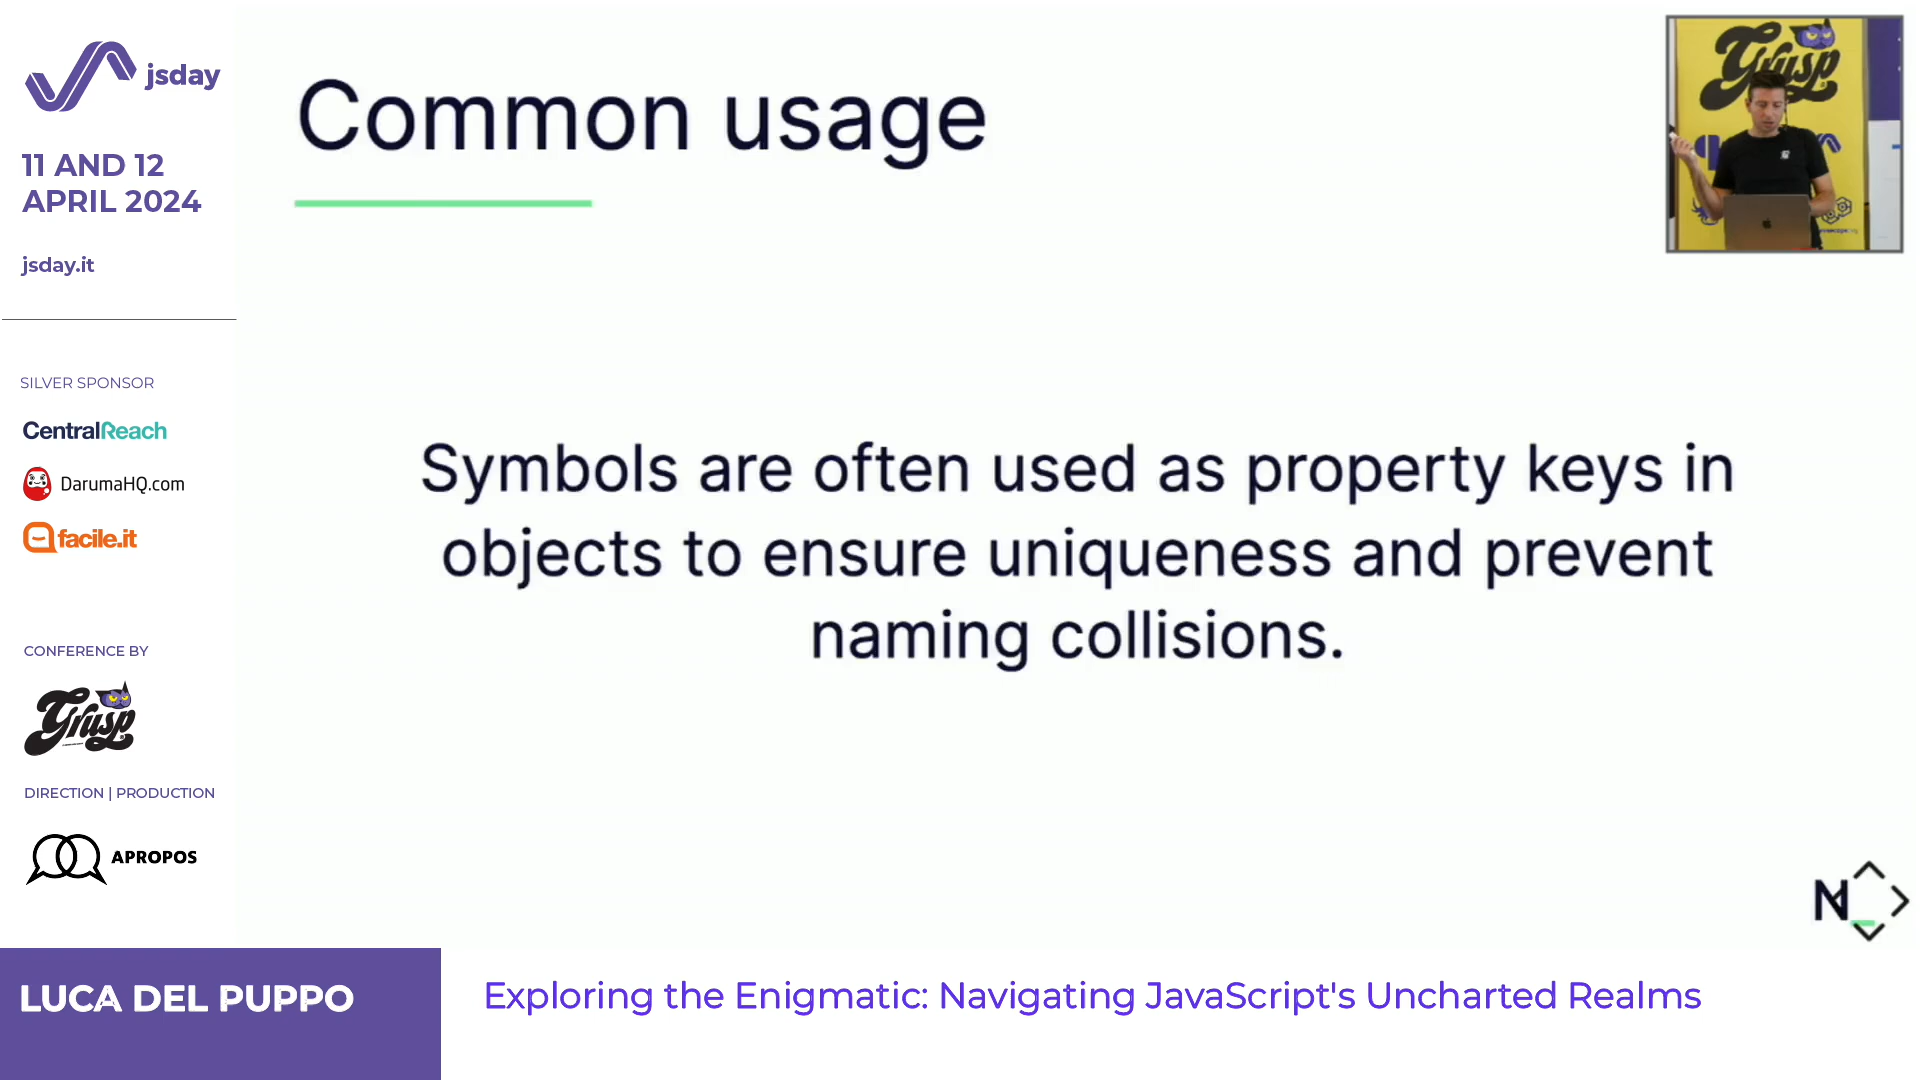 jsday
11 AND 12
APRIL 2024
jsday.it
SILVER SPONSOR
CentralReach
DarumaHQ.com
facile.it
CONFERENCE BY
Grusp
DIRECTION | PRODUCTION
APROPOS
Common usage
Grusp
Symbols are often used as property keys in
objects to ensure uniqueness and prevent
naming collisions.
N
LUCA DEL PUPPO
Exploring the Enigmatic: Navigating JavaScript's Uncharted Realms